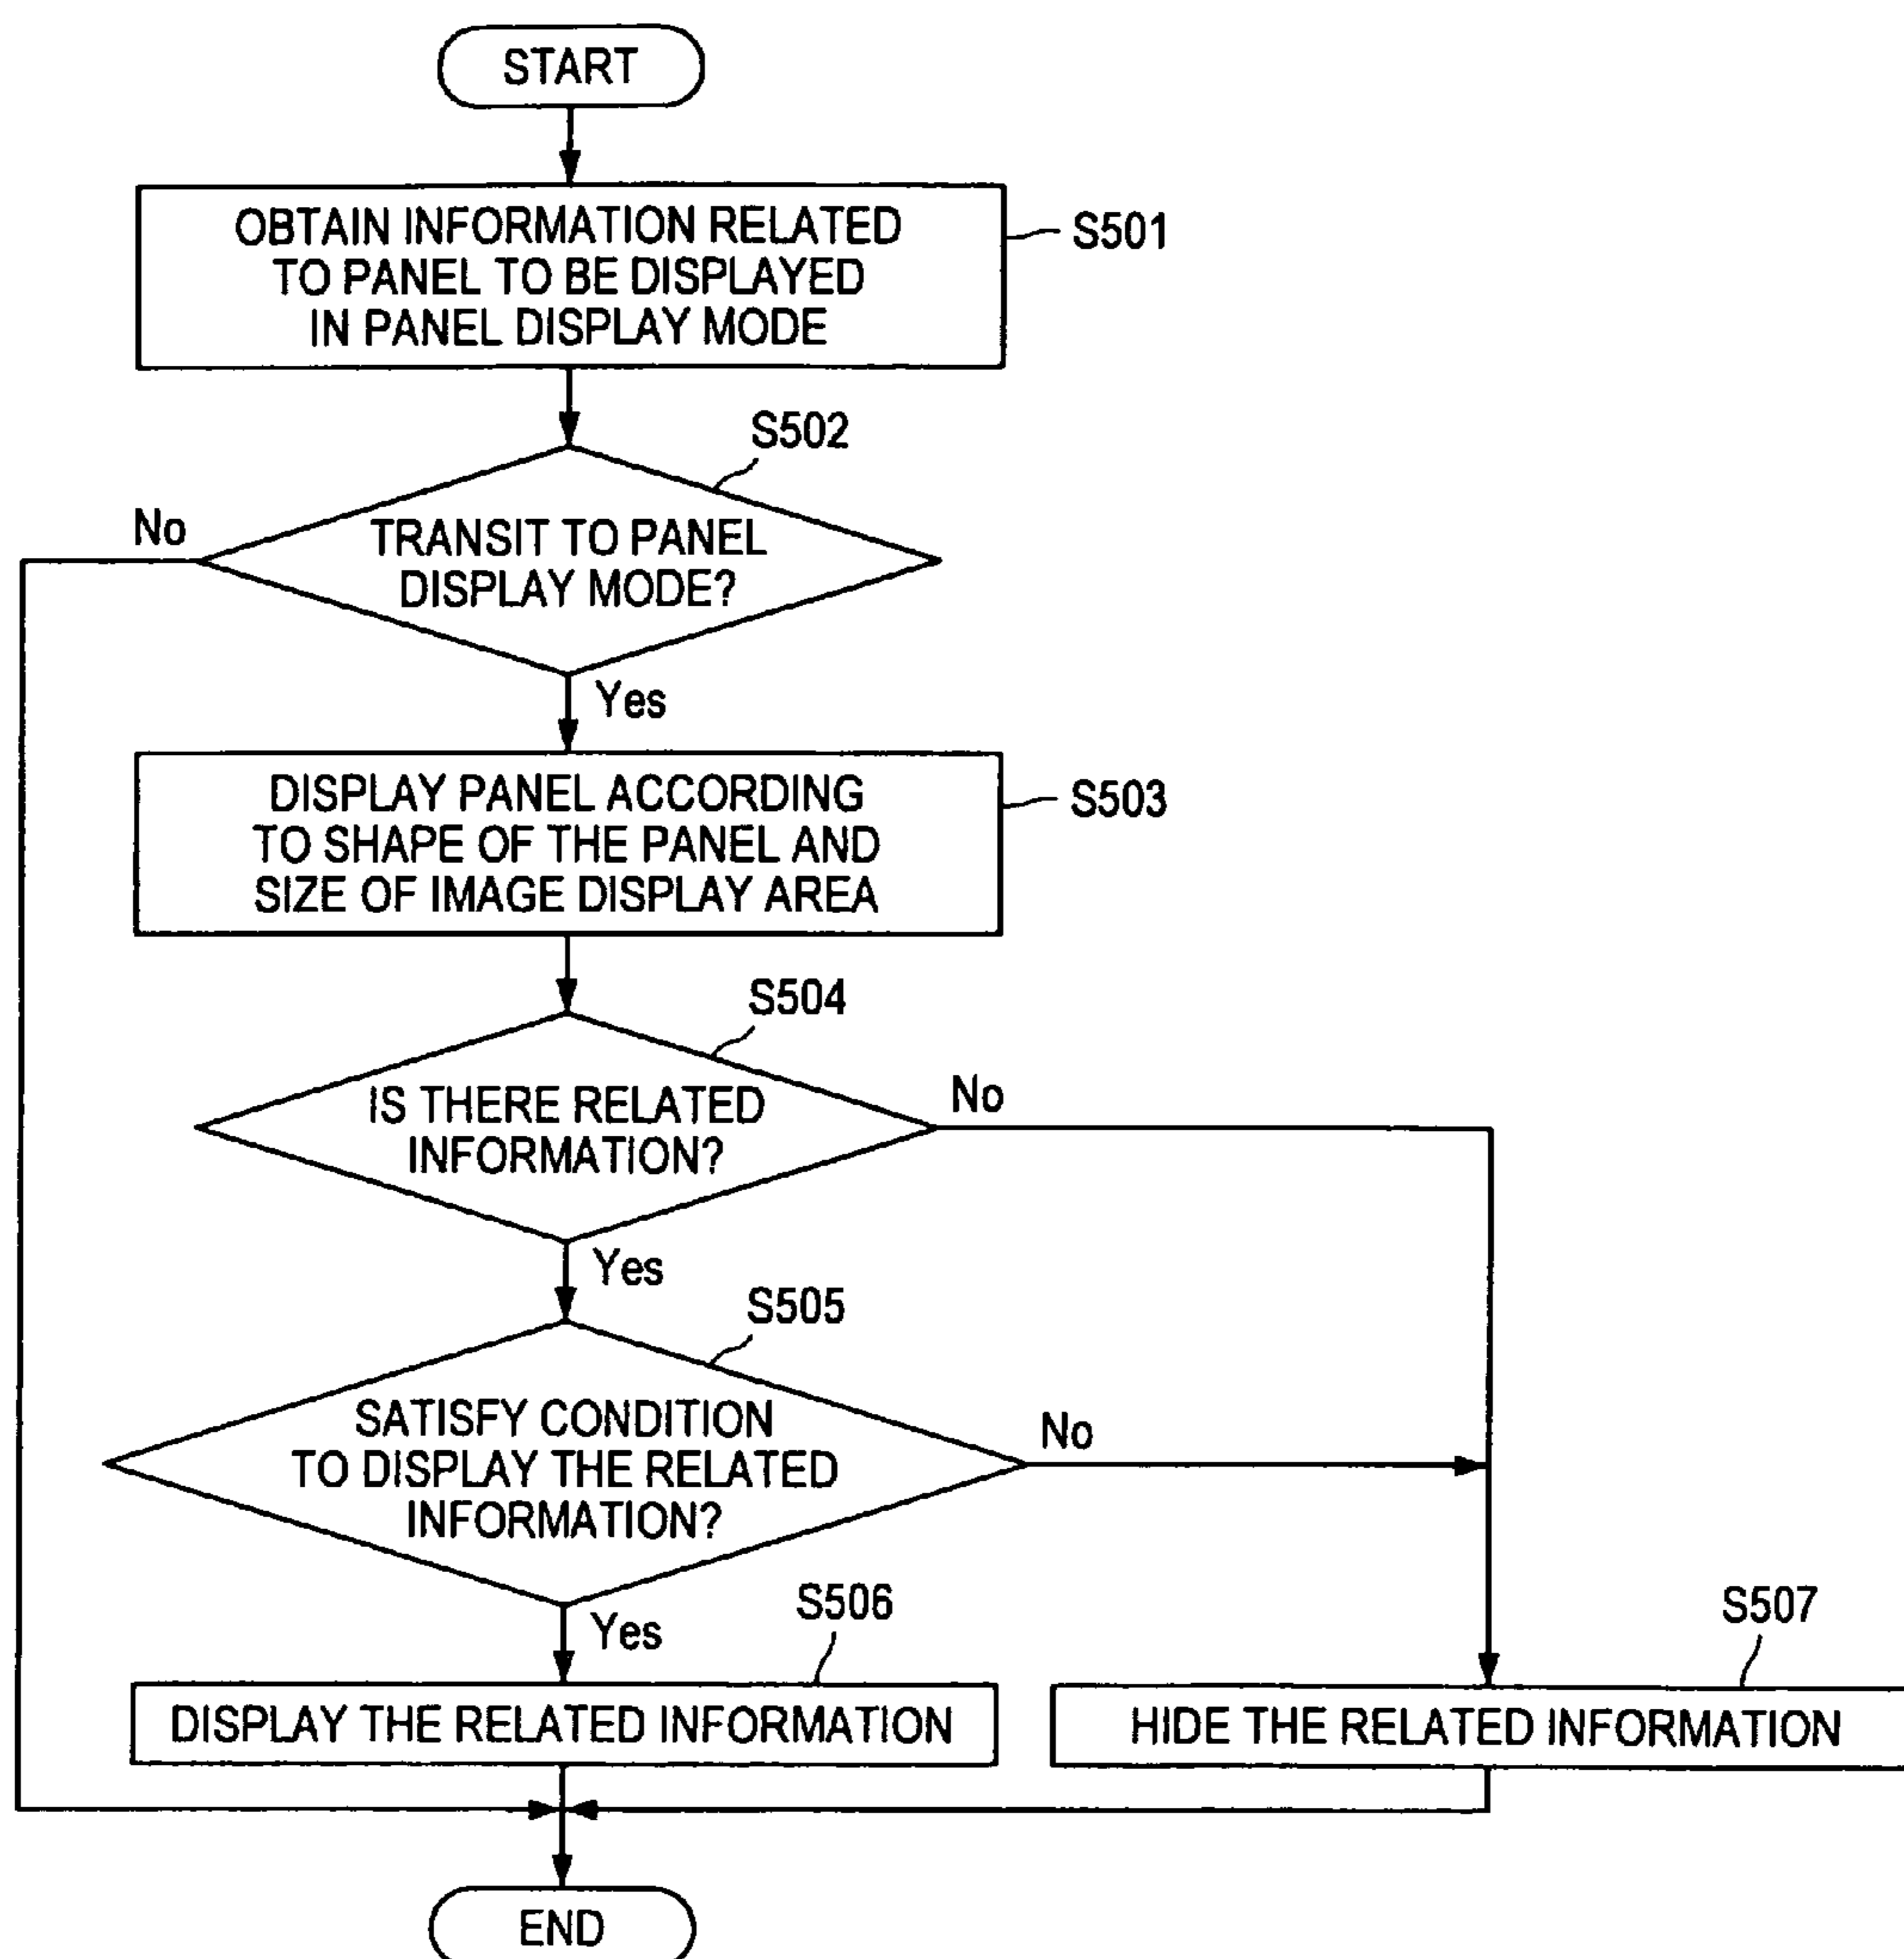 START
OBTAIN INFORMATION RELATED
TO PANEL TO BE DISPLAYED
IN PANEL DISPLAY MODE
S501
S502
No
TRANSIT TO PANEL
DISPLAY MODE?
Yes
DISPLAY PANEL ACCORDING
TO SHAPE OF THE PANEL AND
SIZE OF IMAGE DISPLAY AREA
S503
S504
IS THERE RELATED
INFORMATION?
No
Yes
S505
SATISFY CONDITION
TO DISPLAY THE RELATED
INFORMATION?
No
Yes
S506
S507
DISPLAY THE RELATED INFORMATION
HIDE THE RELATED INFORMATION
END